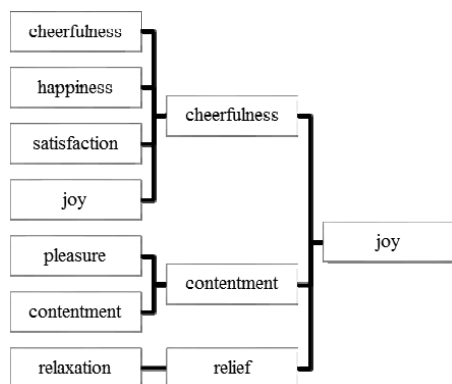 cheerfulness
happiness
satisfaction
joy
pleasure
contentment
relaxation
cheerfulness
contentment
relief
joy